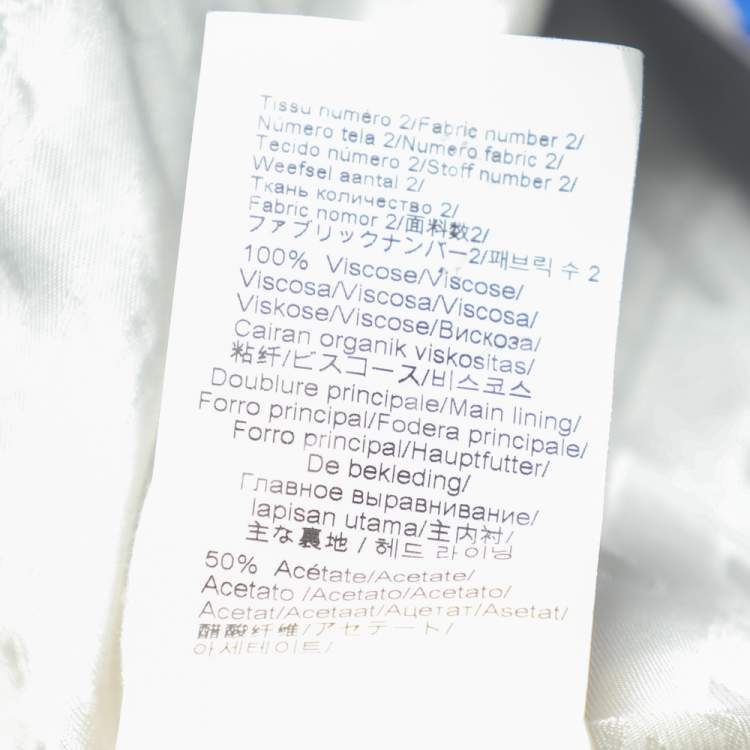 Tissu numéro 2/Fabric number 2/
Número tela 2/Numero fabric 2/
Tecido número 2/Stoff number 2/
Weefsel aantal 2/
Ткань количество 2/
Fabric nomor 2/面料数2/
ファブリックナンバー2/패브릭 수 2
100% Viscose/Viscose/
Viscosa/Viscosa/Viscosa/
Viskose/Viscose/Вискоза/
Cairan organik viskositas/
粘纤/ビスコース/비스코스
Doublure principale/Main lining/
Forro principal/Fodera principale/
Forro principal/Hauptfutter/
De bekleding/
Главное выравнивание/
lapisan utama/主内衬/
主な裏地 / 헤드 라이닝
50% Acétate/Acetate/
Acetato /Acetato/Acetato/
Acetat/Acetaat/Ацетат/Asetat/
醋酸纤维/アセテート/
아세테이트/